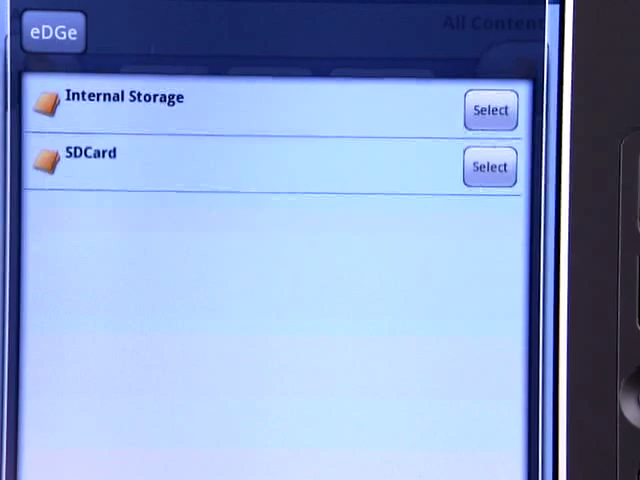 eDGe
All Content
Internal Storage
Select
SDCard
Select